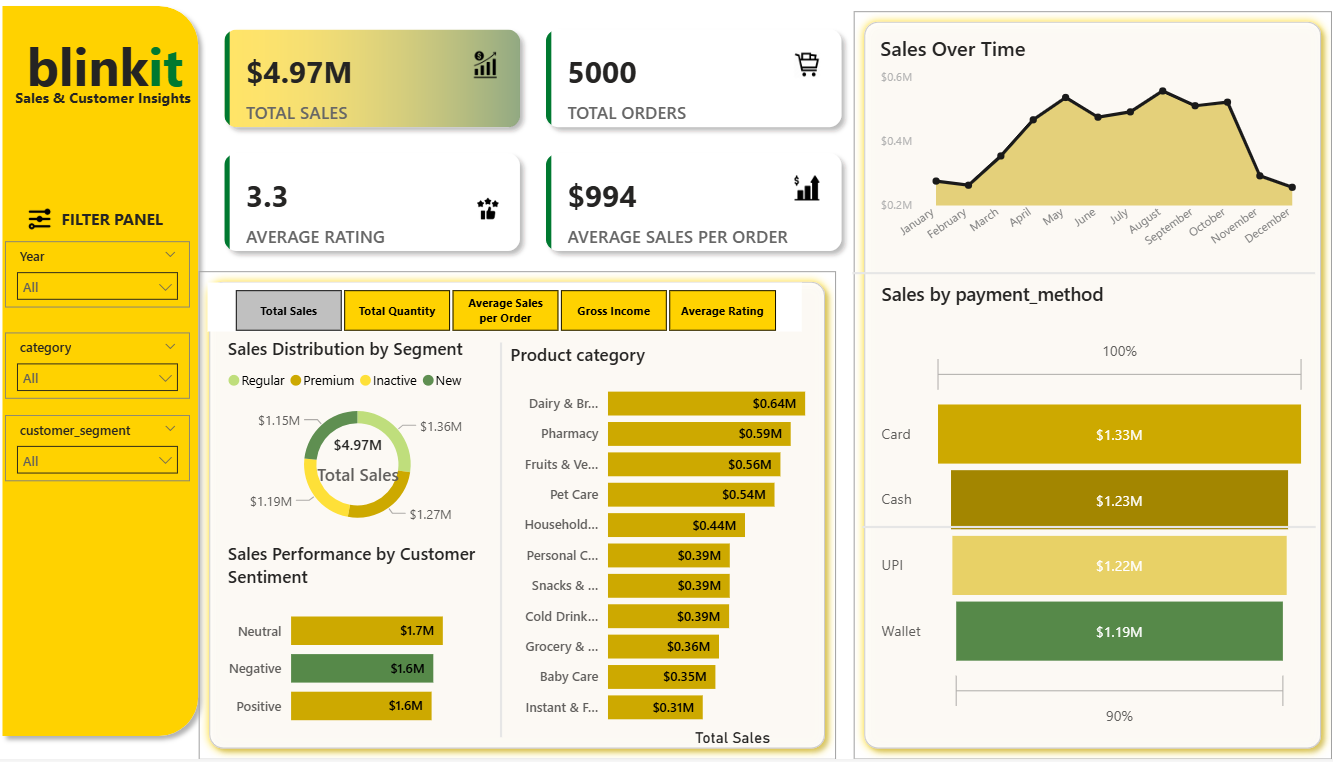 blinkit
Sales & Customer Insights
FILTER PANEL
Year
All
category
All
customer_segment
All
$4.97M
TOTAL SALES
5000
TOTAL ORDERS
3.3
AVERAGE RATING
$994
AVERAGE SALES PER ORDER
Total Sales
Total Quantity
Average Sales
per Order
Gross Income
Average Rating
Sales Distribution by Segment
Regular Premium Inactive New
$1.15M
$1.36M
$4.97M
Total Sales
$1.19M
$1.27M
Sales Performance by Customer
Sentiment
Neutral $1.7M
Negative $1.6M
Positive $1.6M
Product category
Dairy & Br... $0.64M
Pharmacy $0.59M
Fruits & Ve... $0.56M
Pet Care $0.54M
Household... $0.44M
Personal C... $0.39M
Snacks & ... $0.39M
Cold Drink... $0.39M
Grocery & ... $0.36M
Baby Care $0.35M
Instant & F... $0.31M
Total Sales
Sales Over Time
$0.6M
$0.4M
$0.2M
January February March April May June July August September October November December
Sales by payment_method
100%
Card $1.33M
Cash $1.23M
UPI $1.22M
Wallet $1.19M
90%